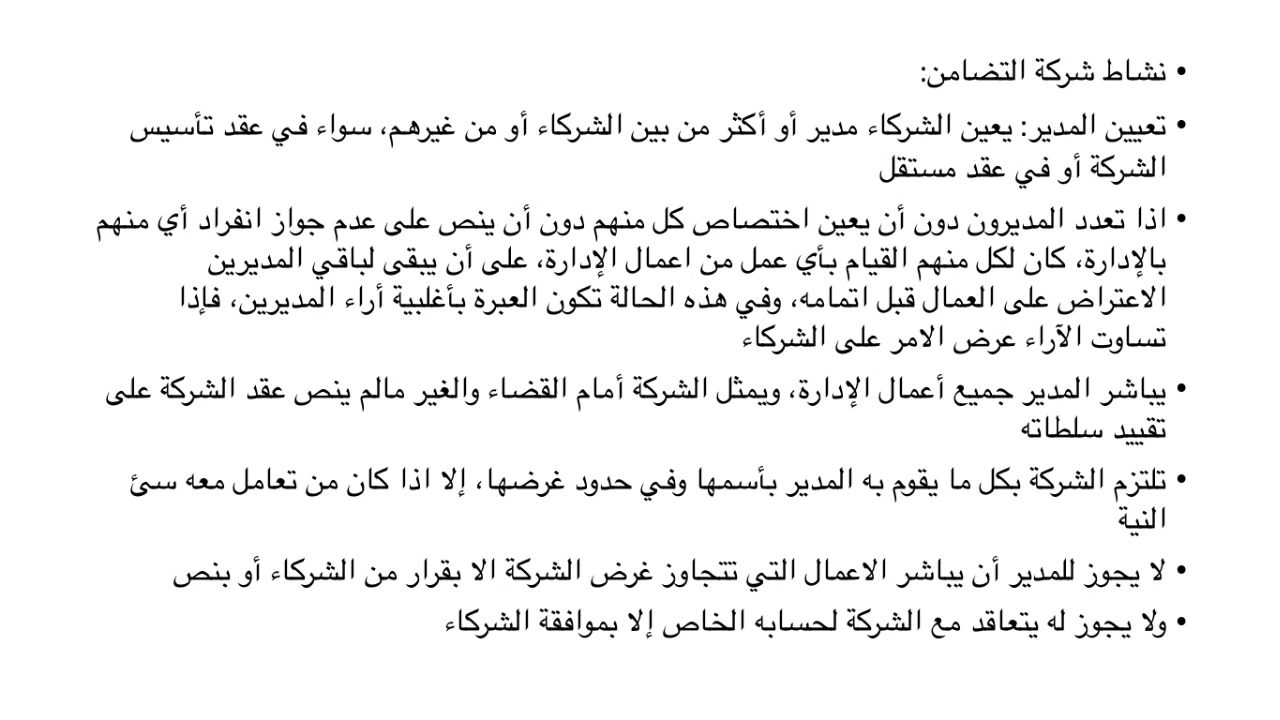 • نشاط شركة التضامن:
• تعيين المدير: يعين الشركاء مدير أو أكثر من بين الشركاء أو من غيرهم، سواء في عقد تأسيس
الشركة أو في عقد مستقل
• اذا تعدد المديرون دون أن يعين اختصاص كل منهم دون أن ينص على عدم جواز انفراد أي منهم
بالإدارة، كان لكل منهم القيام بأي عمل من اعمال الإدارة، على أن يبقى لباقي المديرين
الاعتراض على العمال قبل اتمامه، وفي هذه الحالة تكون العبرة بأغلبية أراء المديرين، فإذا
تساوت الآراء عرض الامر على الشركاء
• يباشر المدير جميع أعمال الإدارة، ويمثل الشركة أمام القضاء والغير مالم ينص عقد الشركة على
تقييد سلطاته
• تلتزم الشركة بكل ما يقوم به المدير بأسمها وفي حدود غرضها، إلا اذا كان من تعامل معه سئ
النية
• لا يجوز للمدير أن يباشر الاعمال التي تتجاوز غرض الشركة الا بقرار من الشركاء أو بنص
• ولا يجوز له يتعاقد مع الشركة لحسابه الخاص إلا بموافقة الشركاء